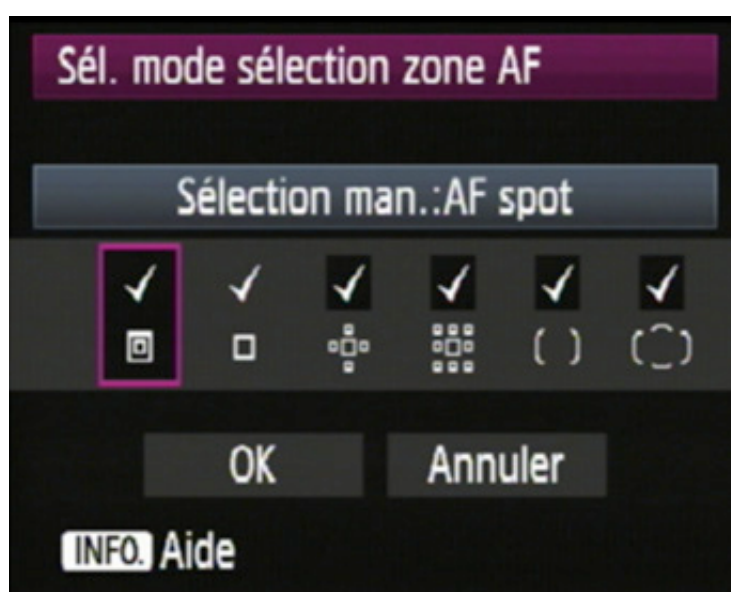 Sél. mode sélection zone AF
Sélection man.:AF spot
OK Annuler
INFO. Aide